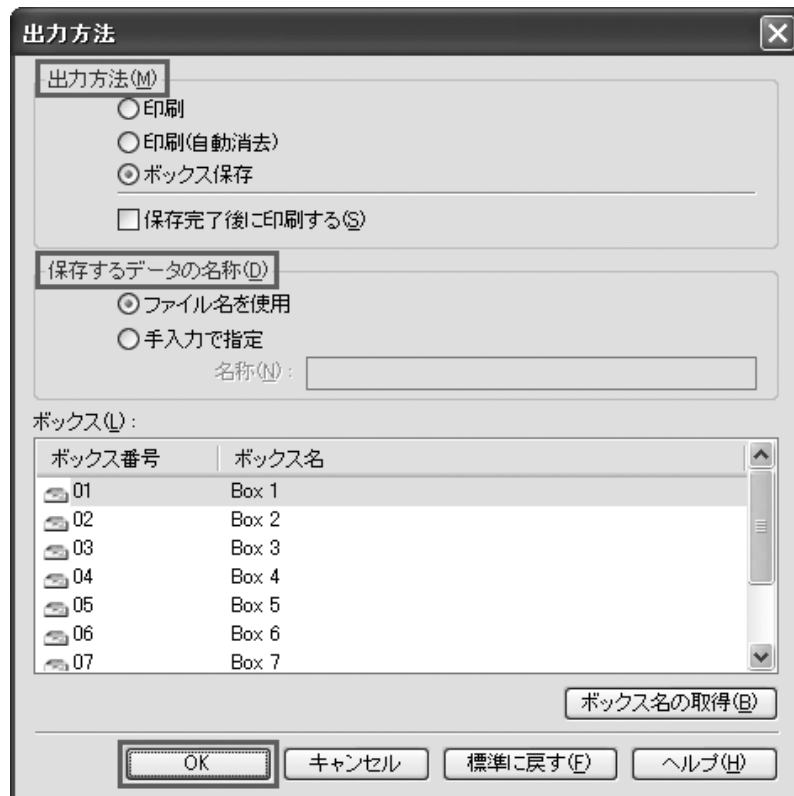 出力方法
出力方法(M)
印刷
印刷(自動消去)
ボックス保存
保存完了後に印刷する(S)
保存するデータの名称(D)
ファイル名を使用
手入力で指定
名称(N):
ボックス(L):
ボックス番号 ボックス名
01 Box 1
02 Box 2
03 Box 3
04 Box 4
05 Box 5
06 Box 6
07 Box 7
ボックス名の取得(B)
OK キャンセル 標準に戻す(F) ヘルプ(H)